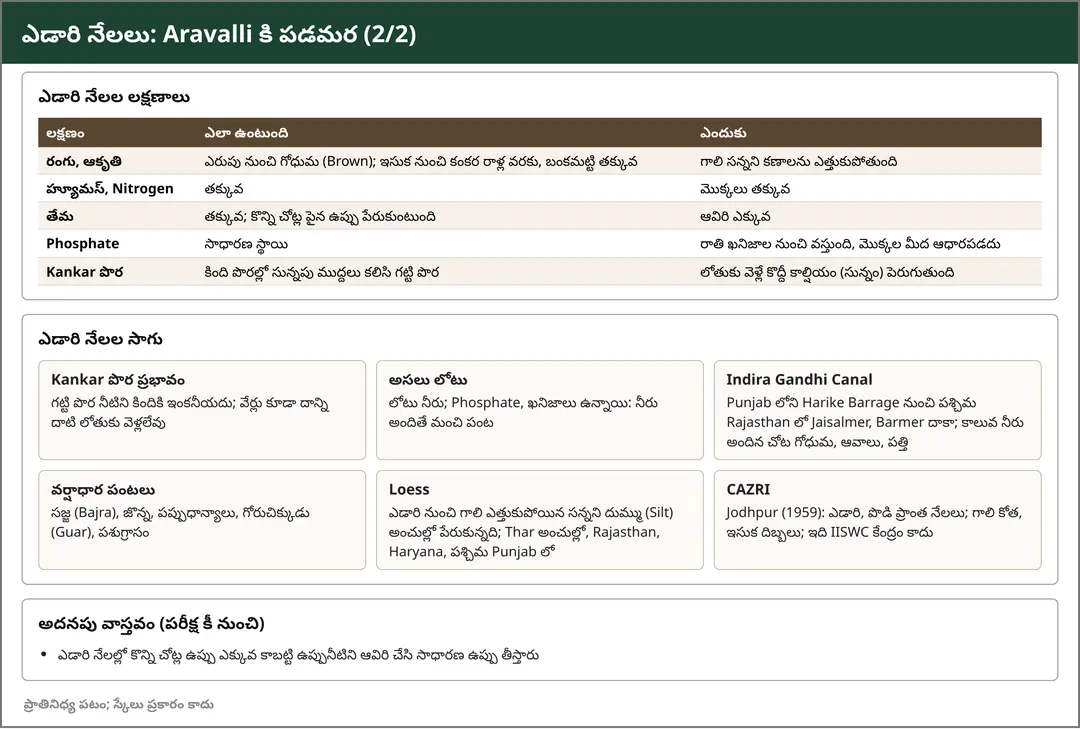 ఎడారి నేలలు: Aravalli కి పడమర (2/2)
ఎడారి నేలల లక్షణాలు
లక్షణం ఎలా ఉంటుంది ఎందుకు
రంగు, ఆకృతి ఎరుపు నుంచి గోధుమ (Brown); ఇసుక నుంచి కంకర రాళ్ల వరకు, బంకమట్టి తక్కువ గాలి సన్నని కణాలను ఎత్తుకుపోతుంది
హ్యూమస్, Nitrogen తక్కువ మొక్కలు తక్కువ
తేమ తక్కువ; కొన్ని చోట్ల పైన ఉప్పు పేరుకుంటుంది ఆవిరి ఎక్కువ
Phosphate సాధారణ స్థాయి రాతి ఖనిజాల నుంచి వస్తుంది, మొక్కల మీద ఆధారపడదు
Kankar పొర కింది పొరల్లో సున్నపు ముద్దలు కలిసి గట్టి పొర లోతుకు వెళ్లే కొద్దీ కాల్షియం (సున్నం) పెరుగుతుంది
ఎడారి నేలల సాగు
Kankar పొర ప్రభావం
గట్టి పొర నీటిని కిందికి ఇంకనీయదు; వేర్లు కూడా దాన్ని
దాటి లోతుకు వెళ్లలేవు
అసలు లోటు
లోటు నీరు; Phosphate, ఖనిజాలు ఉన్నాయి: నీరు
అందితే మంచి పంట
Indira Gandhi Canal
Punjab లోని Harike Barrage నుంచి పశ్చిమ
Rajasthan లో Jaisalmer, Barmer దాకా; కాలువ నీరు
అందిన చోట గోధుమ, ఆవాలు, పత్తి
వర్షాధార పంటలు
సజ్జ (Bajra), జొన్న, పప్పుధాన్యాలు, గోరుచిక్కుడు
(Guar), పశుగ్రాసం
Loess
ఎడారి నుంచి గాలి ఎత్తుకుపోయిన సన్నని దుమ్ము (Silt)
అంచుల్లో పేరుకున్నది; Thar అంచుల్లో, Rajasthan,
Haryana, పశ్చిమ Punjab లో
CAZRI
Jodhpur (1959): ఎడారి, పొడి ప్రాంత నేలలు; గాలి కోత,
ఇసుక దిబ్బలు; ఇది IISWC కేంద్రం కాదు
అదనపు వాస్తవం (పరీక్ష కీ నుంచి)
• ఎడారి నేలల్లో కొన్ని చోట్ల ఉప్పు ఎక్కువ కాబట్టి ఉప్పునీటిని ఆవిరి చేసి సాధారణ ఉప్పు తీస్తారు
ప్రాతినిధ్య పటం; స్కేలు ప్రకారం కాదు